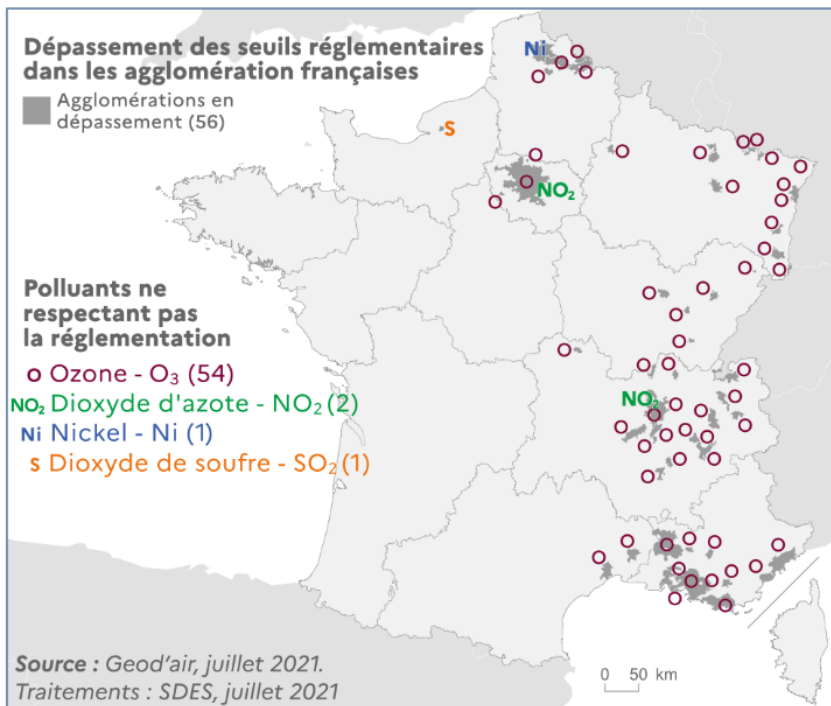 Dépassement des seuils réglementaires
dans les agglomération françaises
Agglomérations en
dépassement (56)
Ni
S
NO₂
Polluants ne
respectant pas
la réglementation
O Ozone - O₃ (54)
NO₂ Dioxyde d'azote - NO₂ (2)
Ni Nickel - Ni (1)
S Dioxyde de soufre - SO₂ (1)
NO₂
Source : Geod'air, juillet 2021.
Traitements : SDES, juillet 2021
0 50 km